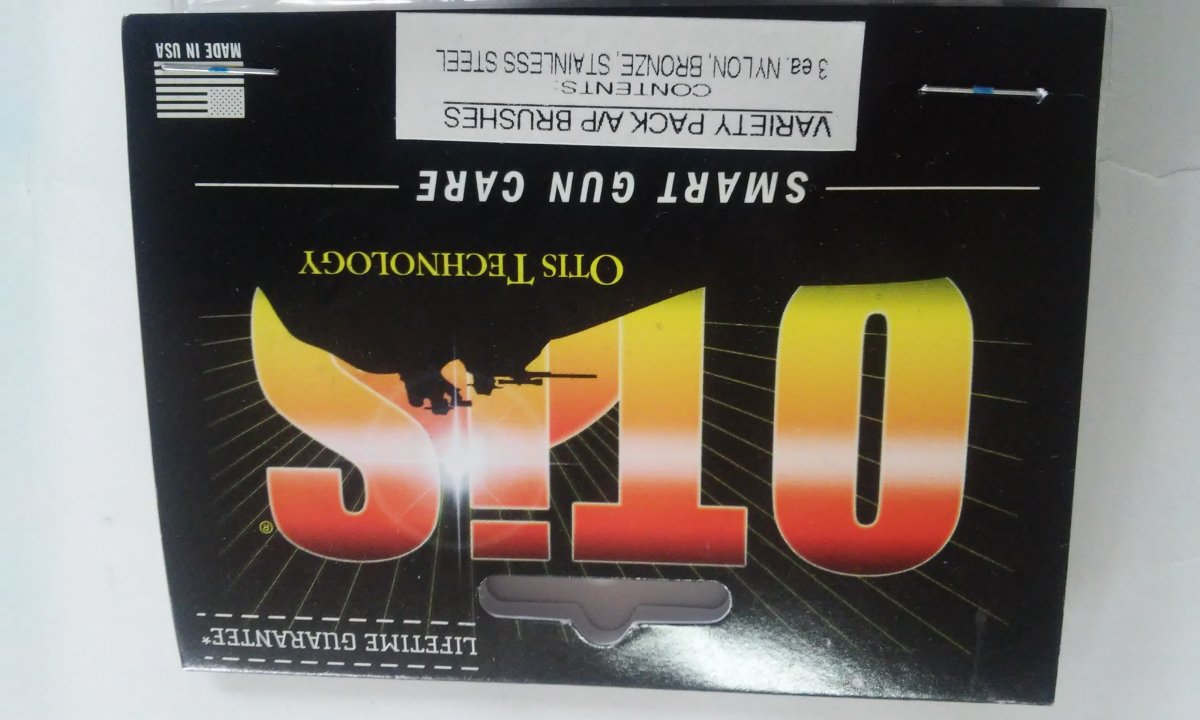 LIFETIME GUARANTEE*
OTIS®
OTIS TECHNOLOGY
SMART GUN CARE
VARIETY PACK A/P BRUSHES
CONTENTS:
3 ea. NYLON, BRONZE, STAINLESS STEEL
MADE IN USA